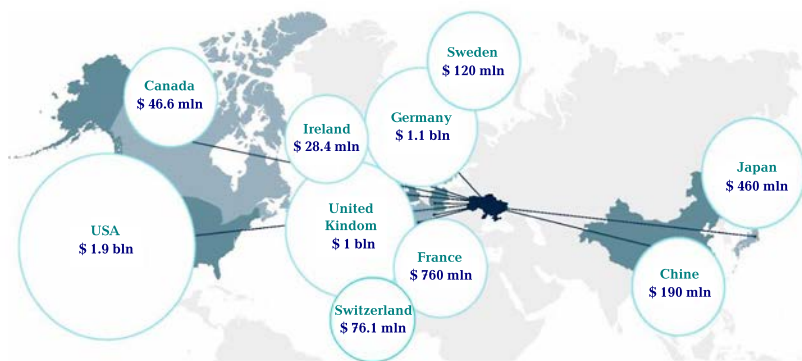 Sweden
$ 120 mln
Canada
$ 46.6 mln
Germany
$ 1.1 bln
Ireland
$ 28.4 mln
Japan
$ 460 mln
USA
$ 1.9 bln
United
Kindom
$ 1 bln
France
$ 760 mln
Chine
$ 190 mln
Switzerland
$ 76.1 mln